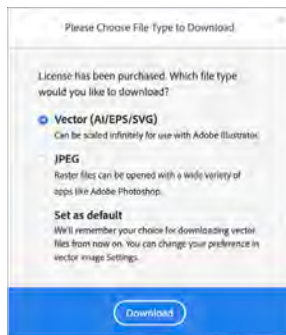 Please Choose File Type to Download
License has been purchased. Which file type
would you like to download?
Vector (AI/EPS/SVG)
Can be scaled infinitely for use with Adobe Illustrator.
JPEG
Raster files can be opened with a wide variety of
apps like Adobe Photoshop.
Set as default
We'll remember your choice for downloading vector
files from now on. You can change your preference in
vector image Settings.
Download